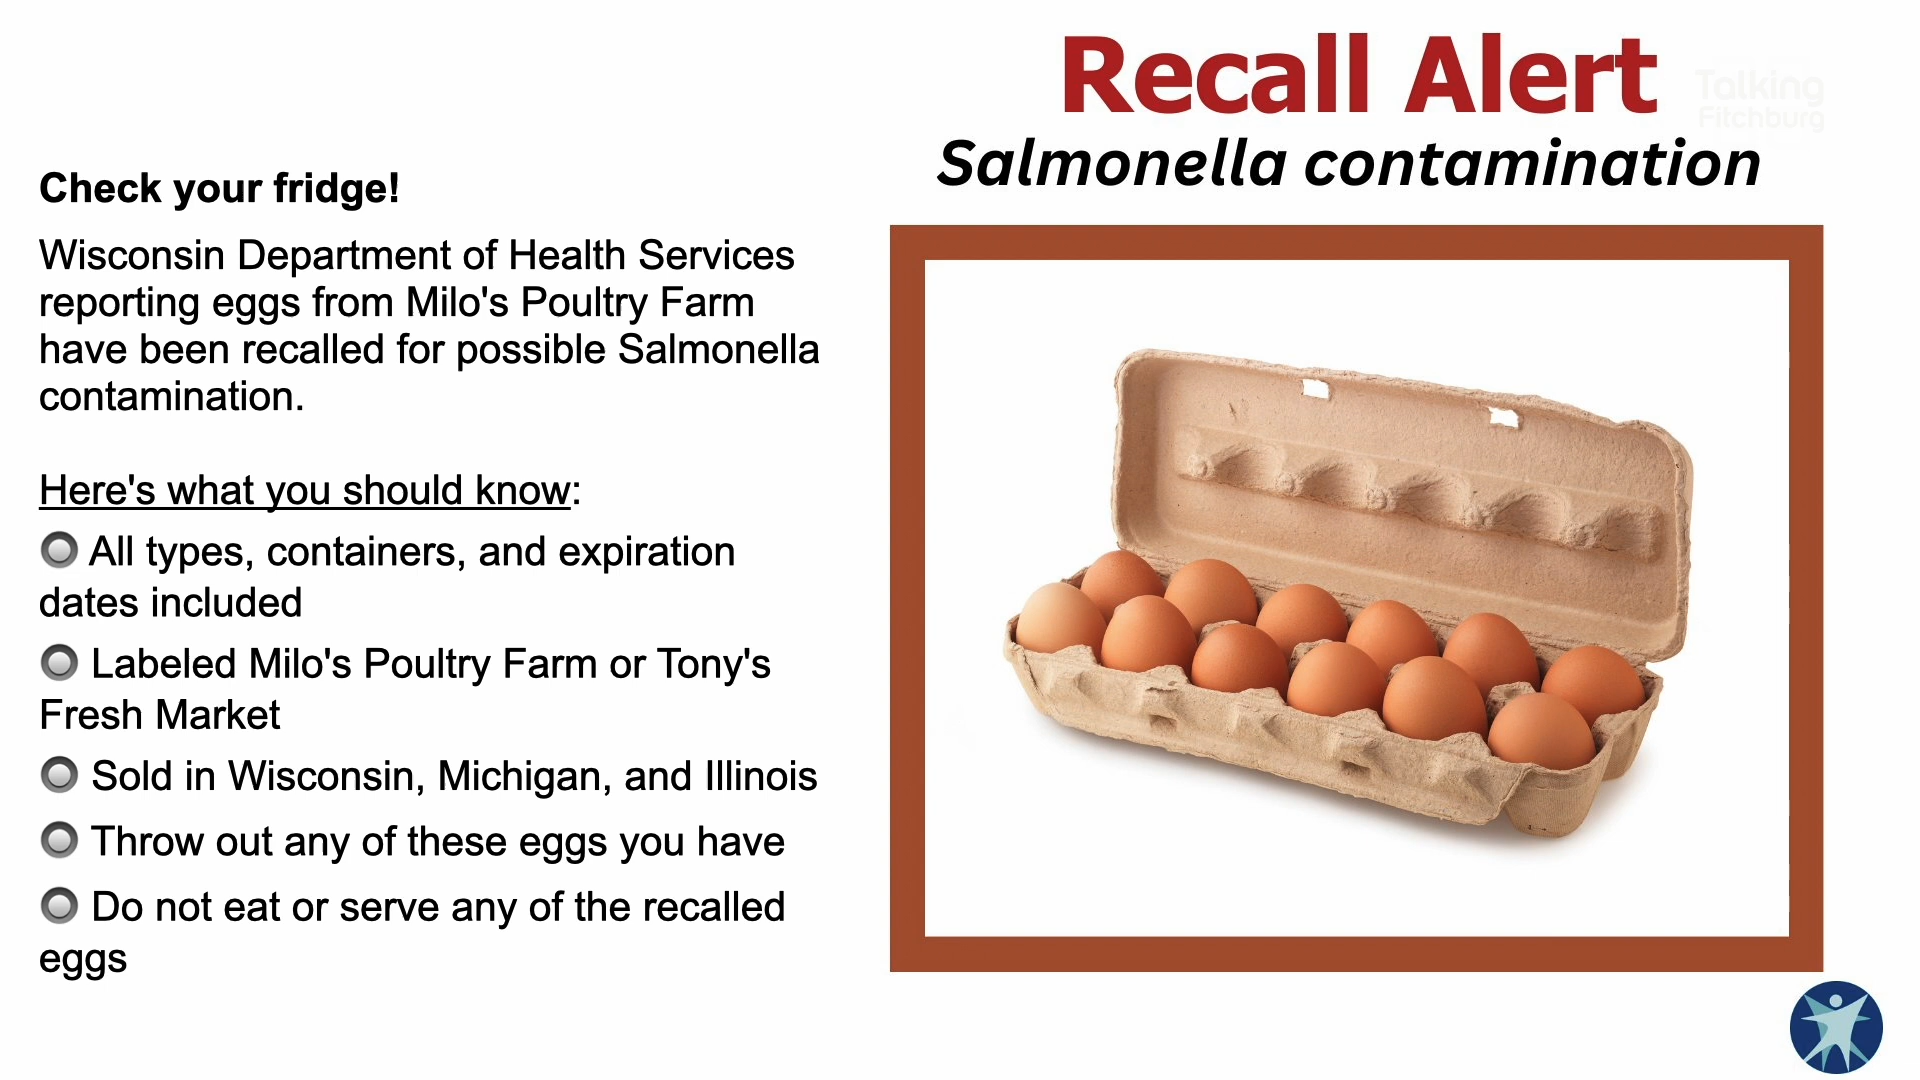 Recall Alert
Talking
Fitchburg
Salmonella contamination
Check your fridge!
Wisconsin Department of Health Services
reporting eggs from Milo's Poultry Farm
have been recalled for possible Salmonella
contamination.
Here's what you should know:
All types, containers, and expiration
dates included
Labeled Milo's Poultry Farm or Tony's
Fresh Market
Sold in Wisconsin, Michigan, and Illinois
Throw out any of these eggs you have
Do not eat or serve any of the recalled
eggs